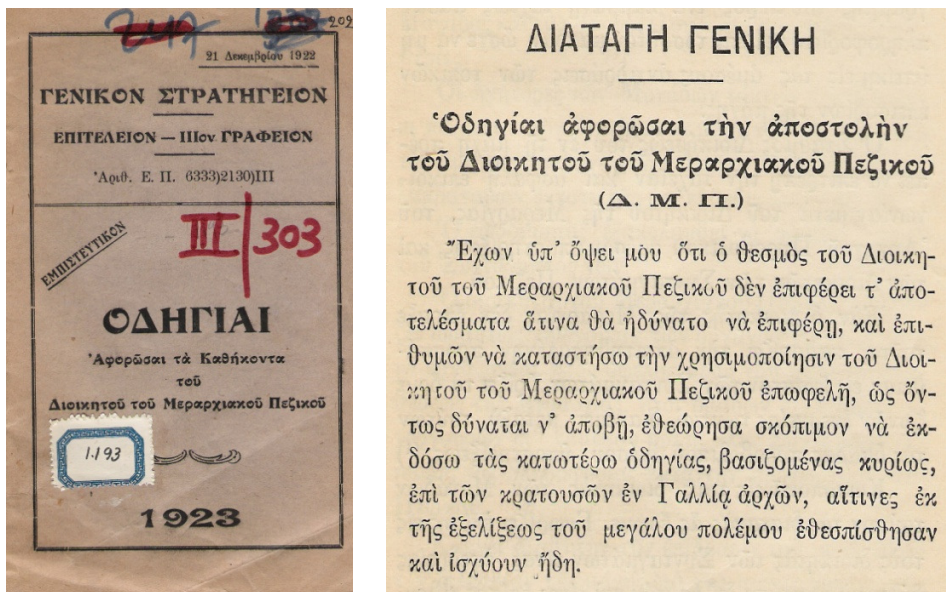 202
21 Δεκεμβρίου 1922
ΓΕΝΙΚΟΝ ΣΤΡΑΤΗΓΕΙΟΝ
ΕΠΙΤΕΛΕΙΟΝ — ΙΙΙον ΓΡΑΦΕΙΟΝ
Ἀριθ. Ε. Π. 6333)2130)ΙΙΙ
ΙΙΙ/303
ΕΜΠΙΣΤΕΥΤΙΚΟΝ
ΟΔΗΓΙΑΙ
Ἀφορῶσαι τὰ Καθήκοντα
τοῦ
Διοικητοῦ τοῦ Μεραρχιακοῦ Πεζικοῦ
1·193
1923
ΔΙΑΤΑΓΗ ΓΕΝΙΚΗ
Ὁδηγίαι ἀφορῶσαι τὴν ἀποστολὴν
τοῦ Διοικητοῦ τοῦ Μεραρχιακοῦ Πεζικοῦ
(Δ. Μ. Π.)
Ἔχων ὑπ’ ὄψει μὁυ ὅτι ὁ θεσμὸς τοῦ Διοικη-
τοῦ τοῦ Μεραρχιακοῦ Πεζικοῦ δὲν ἐπιφέρει τ’ ἀπο-
τελέσματα ἅτινα θὰ ἠδύνατο νὰ ἐπιφέρῃ, καὶ ἐπι-
θυμῶν νὰ καταστήσω τὴν χρησιμοποίησιν τοῦ Διοι-
κητοῦ τοῦ Μεραρχιακοῦ Πεζικοῦ ἐπωφελῆ, ὡς ὄν-
τως δύναται ν’ ἀποβῇ, ἐθεώρησα σκόπιμον νὰ ἐκ-
δόσω τὰς κατωτέρω ὁδηγίας, βασιζομένας κυρίως,
ἐπὶ τῶν κρατουσῶν ἐν Γαλλίᾳ ἀρχῶν, αἵτινες ἐκ
τῆς ἐξελίξεως τοῦ μεγάλου πολέμου ἐθεσπίσθησαν
καὶ ἰσχύουν ἤδη.